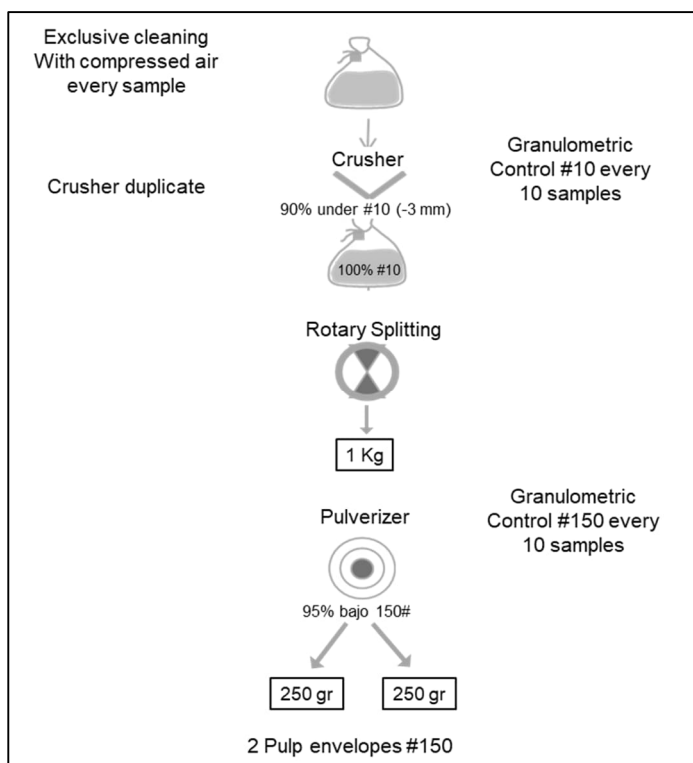 Exclusive cleaning
With compressed air
every sample
Crusher
Granulometric
Control #10 every
10 samples
Crusher duplicate
90% under #10 (-3 mm)
100% #10
Rotary Splitting
1 Kg
Pulverizer
Granulometric
Control #150 every
10 samples
95% bajo 150#
250 gr
250 gr
2 Pulp envelopes #150